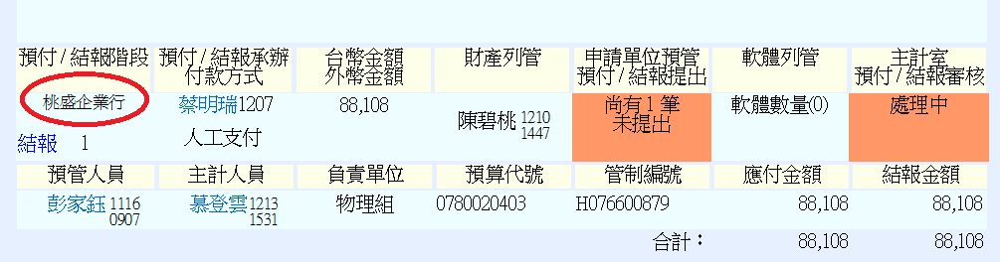 預付/結報階段 預付/結報承辦 台幣金額 財產列管 申請單位預管 軟體列管 主計室
付款方式 外幣金額 預付/結報提出 預付/結報審核
桃盛企業行 蔡明瑞1207 88,108 陳碧桃 1210 尚有1筆 軟體數量(0) 處理中
結報 1 人工支付 1447 未提出
預管人員 主計人員 負責單位 預算代號 管制編號 應付金額 結報金額
彭家鈺 1116 慕登雲 1213 物理組 0780020403 H076600879 88,108 88,108
0907 1531
合計： 88,108 88,108